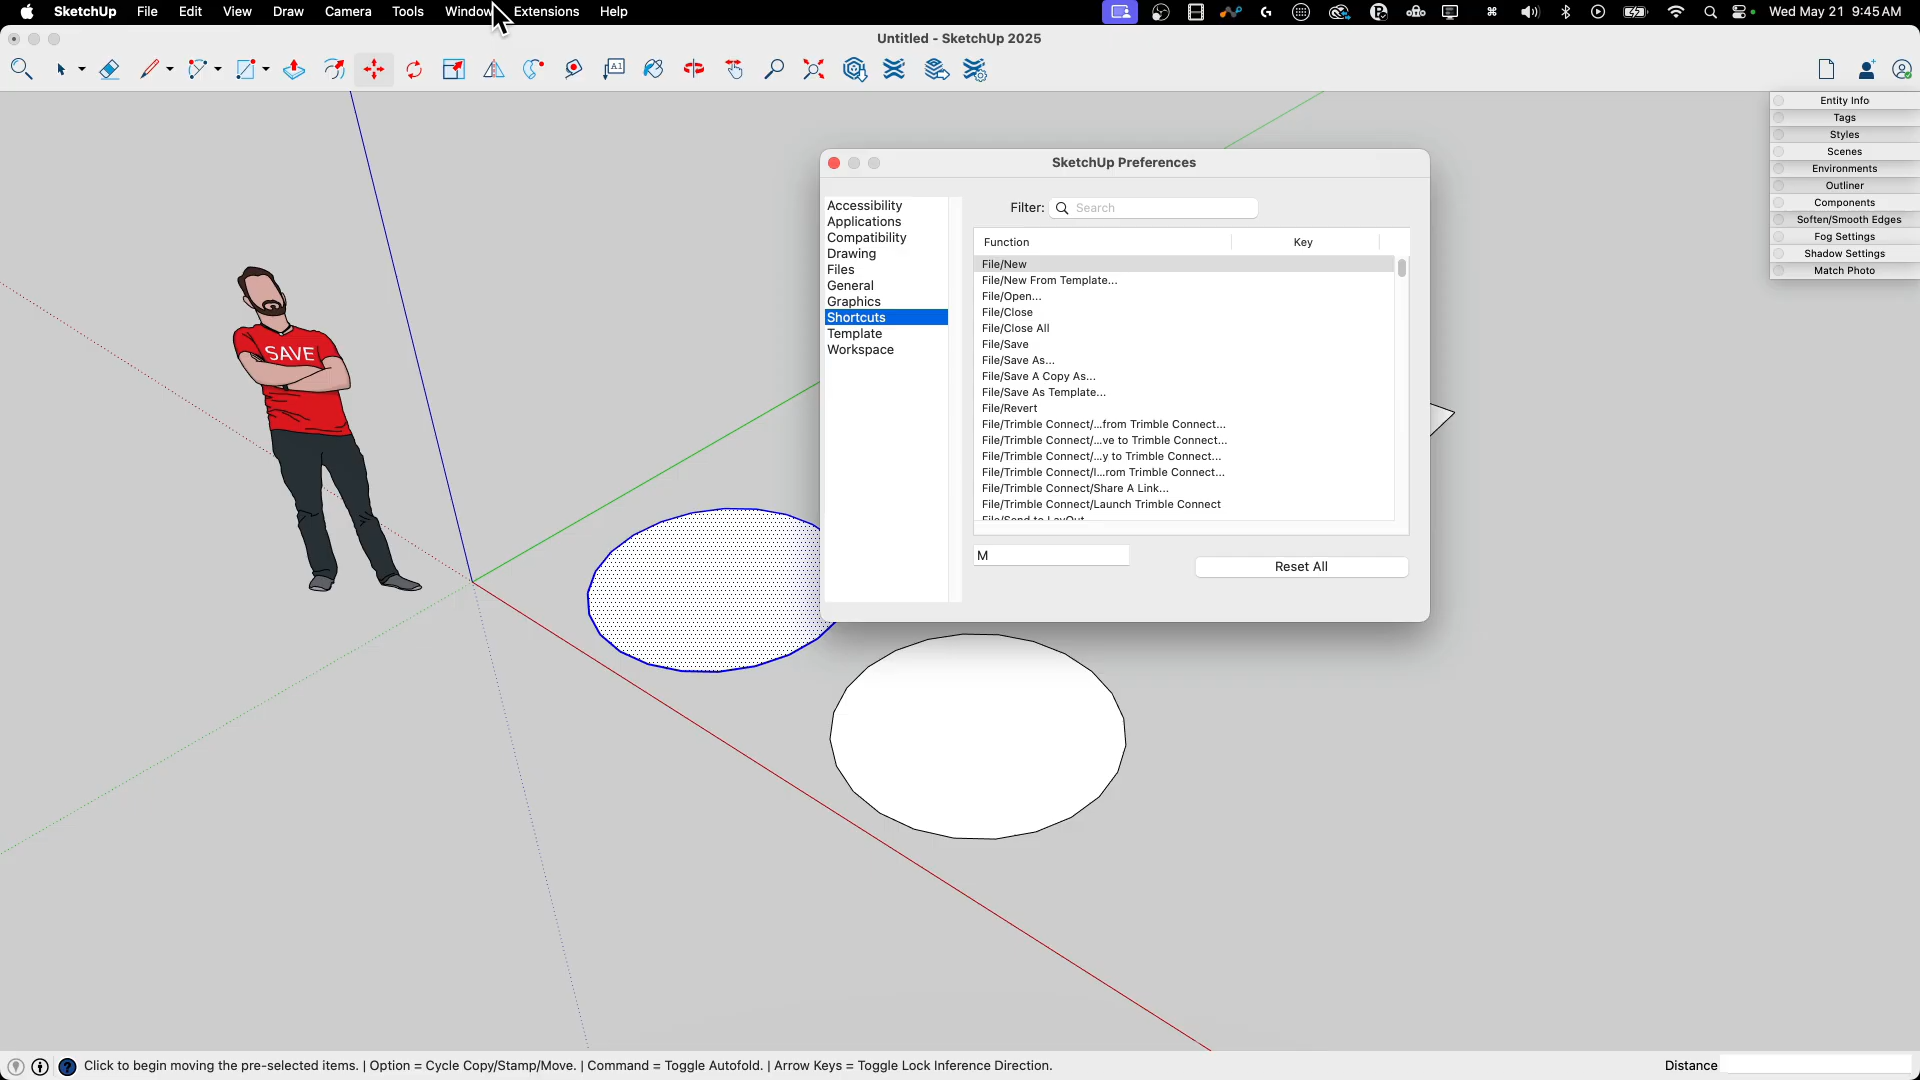 SketchUp File Edit View Draw Camera Tools Window Extensions Help Wed May 21 9:45 AM
Untitled - SketchUp 2025
A1
Entity Info
Tags
Styles
Scenes
Environments
Outliner
Components
Soften/Smooth Edges
Fog Settings
Shadow Settings
Match Photo
SAVE
SketchUp Preferences
Accessibility
Applications
Compatibility
Drawing
Files
General
Graphics
Shortcuts
Template
Workspace
Filter: Search
Function Key
File/New
File/New From Template...
File/Open...
File/Close
File/Close All
File/Save
File/Save As...
File/Save A Copy As...
File/Save As Template...
File/Revert
File/Trimble Connect/...from Trimble Connect...
File/Trimble Connect/...ve to Trimble Connect...
File/Trimble Connect/...y to Trimble Connect...
File/Trimble Connect/I...rom Trimble Connect...
File/Trimble Connect/Share A Link...
File/Trimble Connect/Launch Trimble Connect
File/Send to LayOut
M
Reset All
Click to begin moving the pre-selected items. | Option = Cycle Copy/Stamp/Move. | Command = Toggle Autofold. | Arrow Keys = Toggle Lock Inference Direction.
Distance